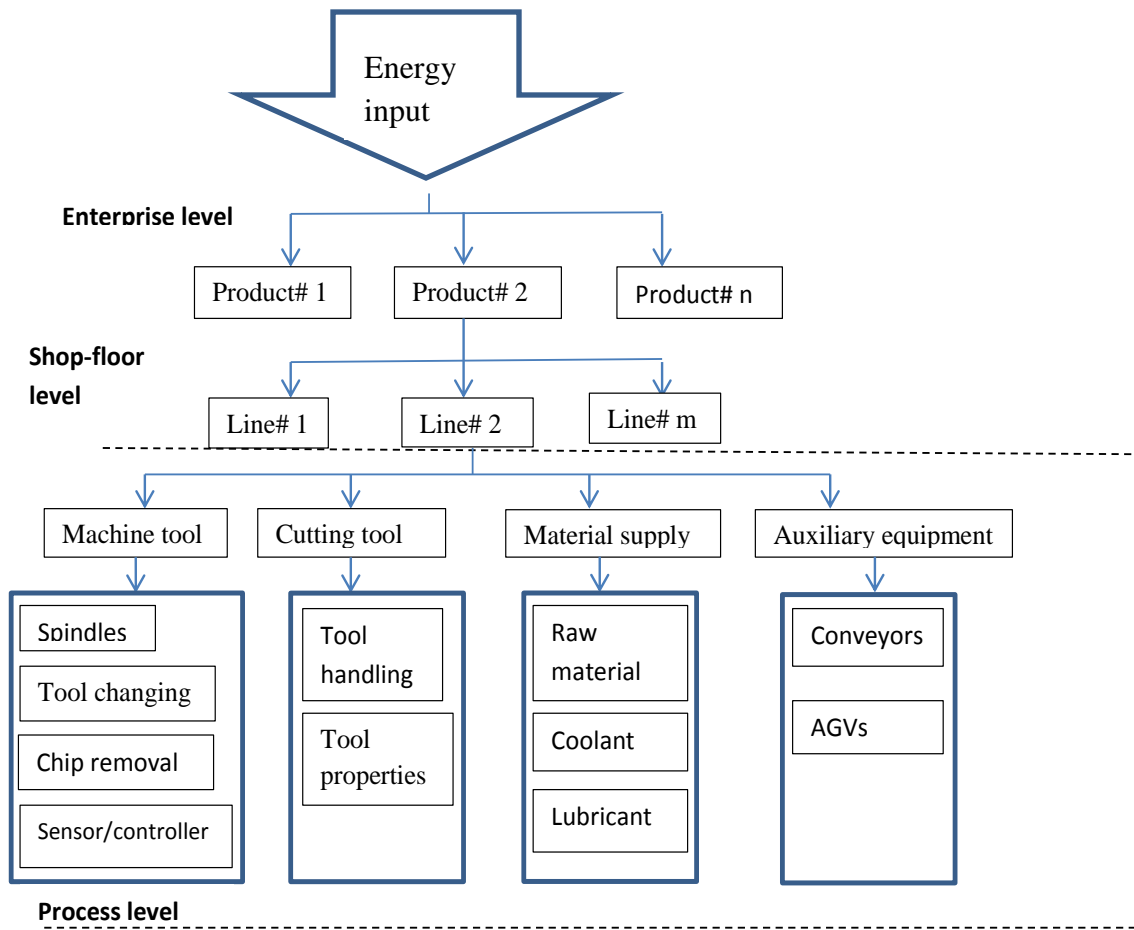 Energy
input
Enterprise level
Product# 1
Product# 2
Product# n
Shop-floor
level
Line# 1
Line# 2
Line# m
Machine tool
Cutting tool
Material supply
Auxiliary equipment
Spindles
Tool changing
Chip removal
Sensor/controller
Tool
handling
Tool
properties
Raw
material
Coolant
Lubricant
Conveyors
AGVs
Process level